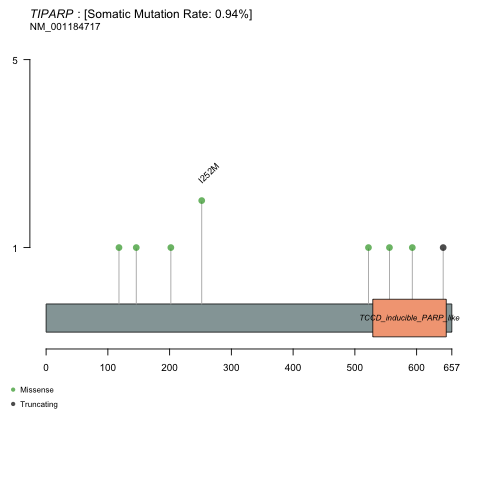 TIPARP : [Somatic Mutation Rate: 0.94%]
NM_001184717
5
I252M
1
TCCD_inducible_PARP_like
0 100 200 300 400 500 600 657
Missense
Truncating